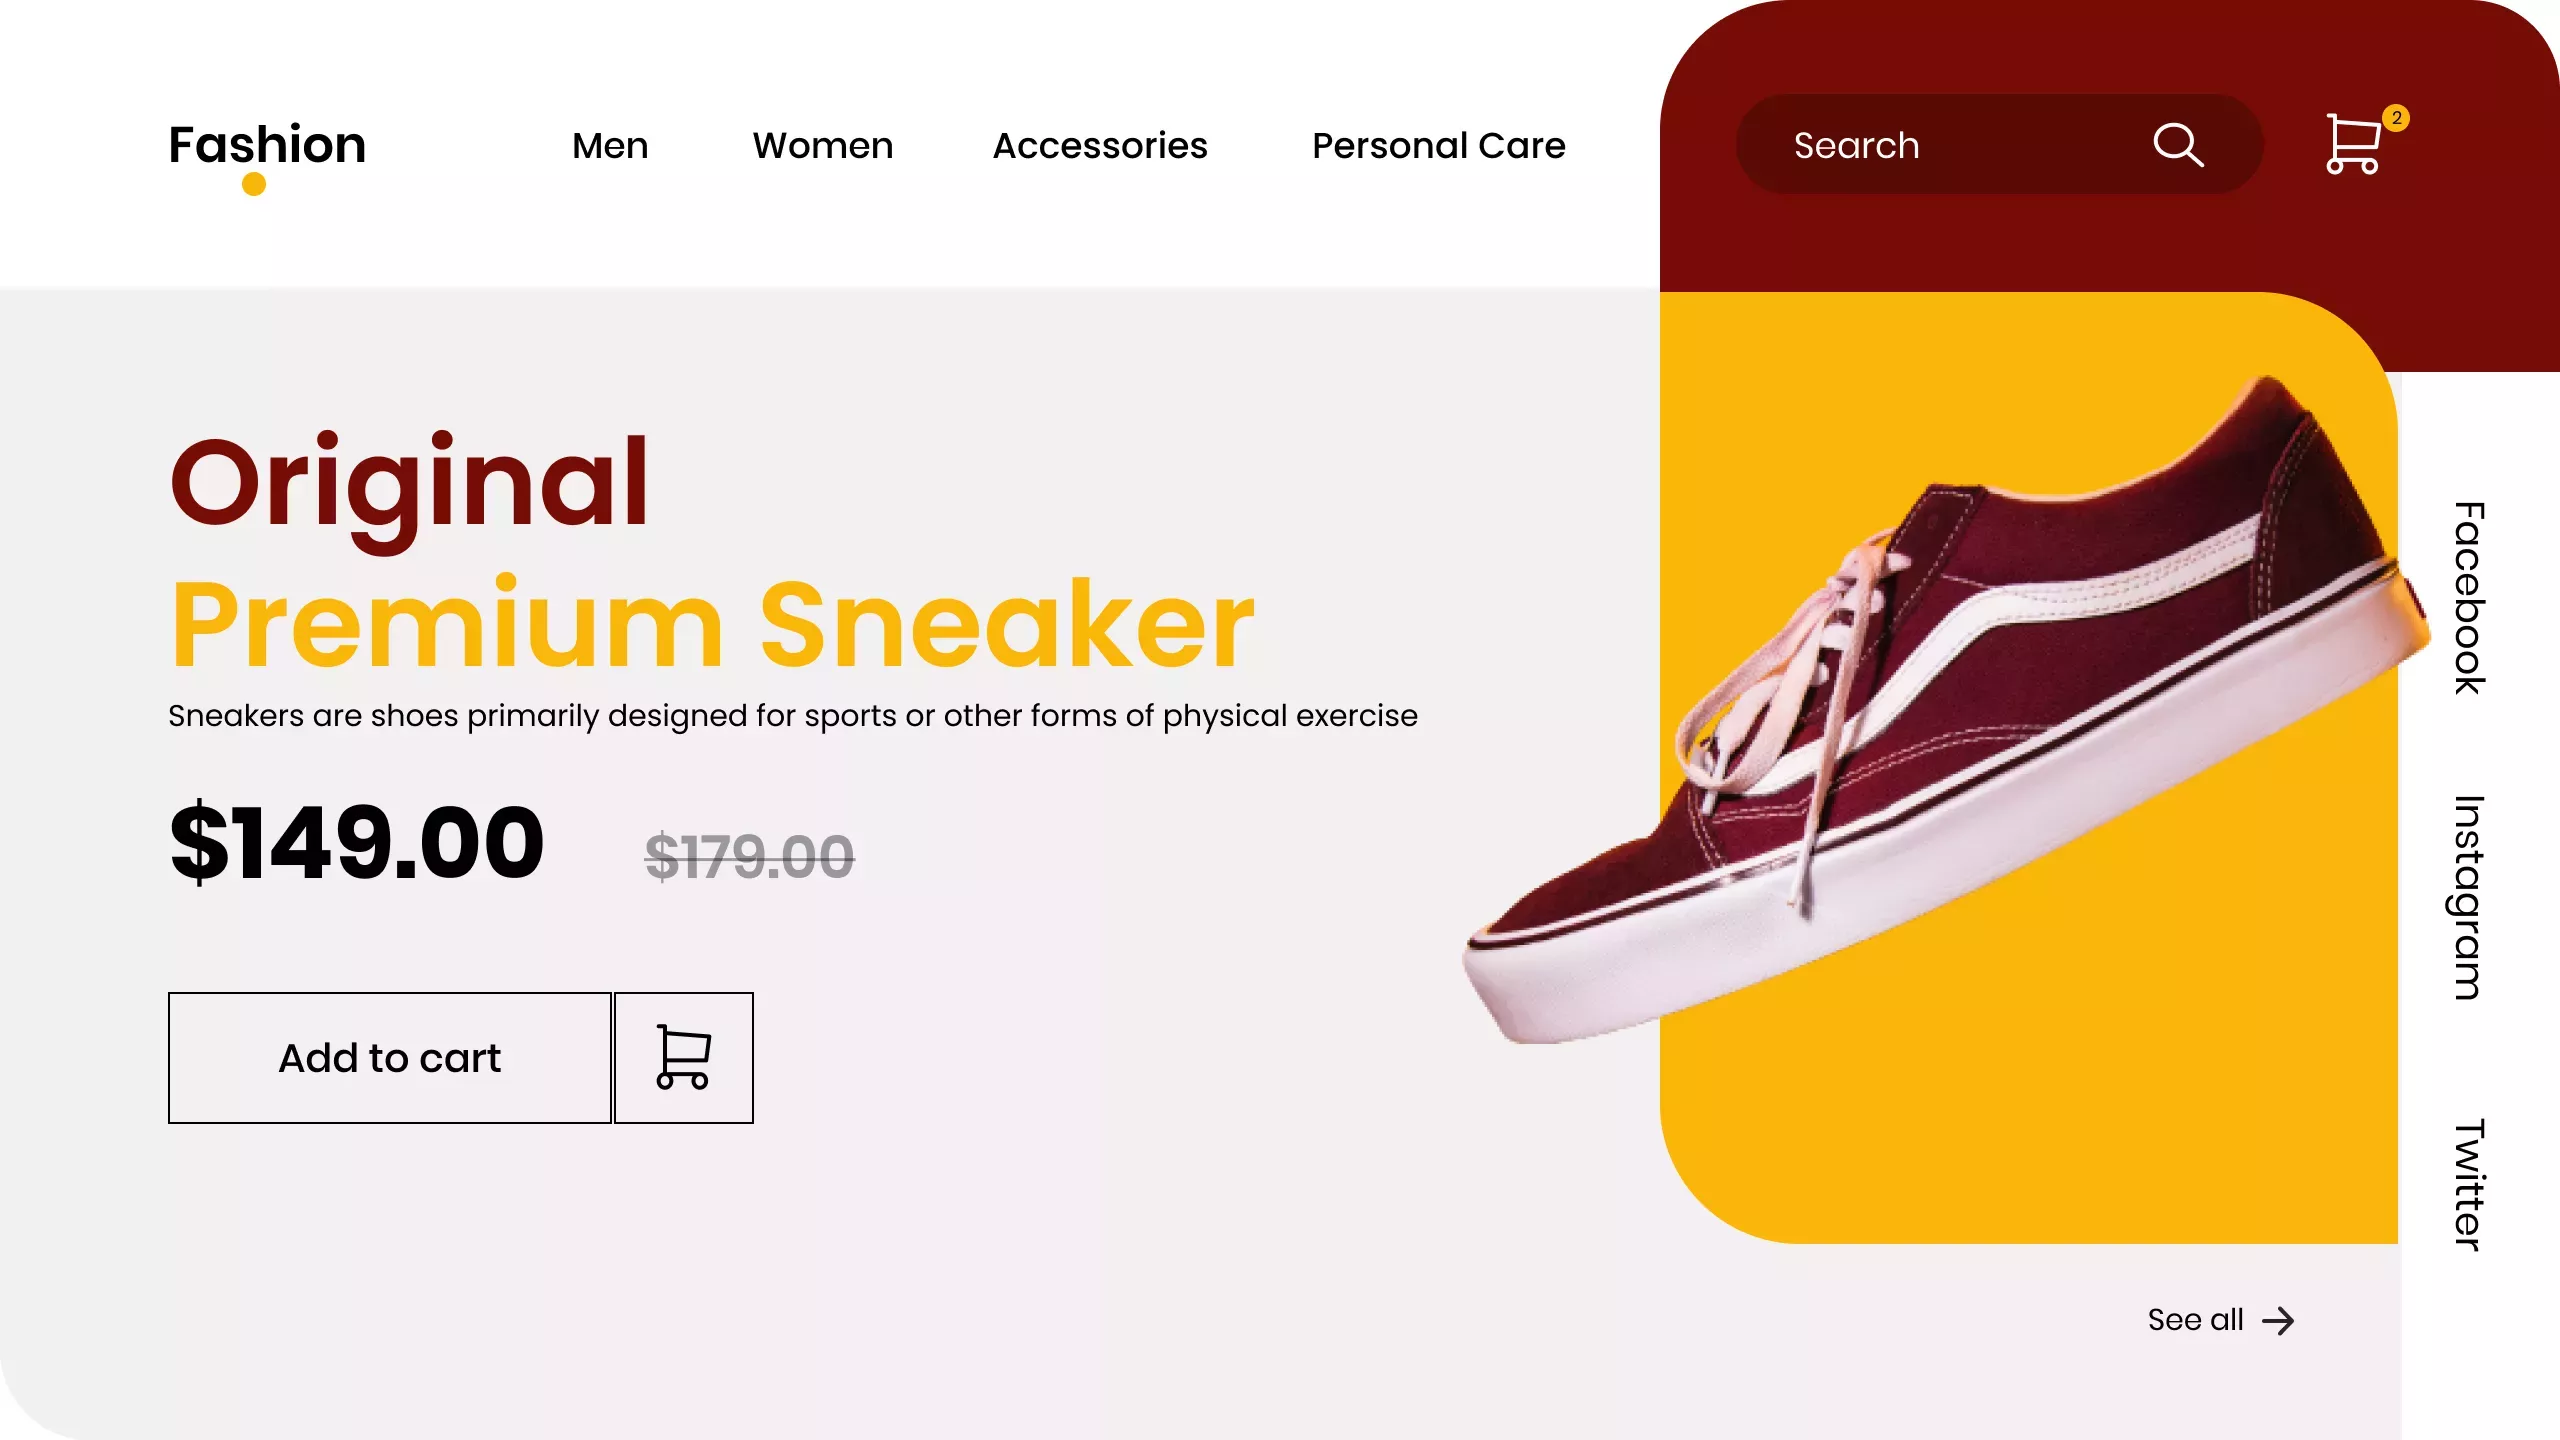 Fashion
Men
Women
Accessories
Personal Care
Search
2
Original
Premium Sneaker
Sneakers are shoes primarily designed for sports or other forms of physical exercise
$149.00
$179.00
Add to cart
Facebook
Instagram
Twitter
See all